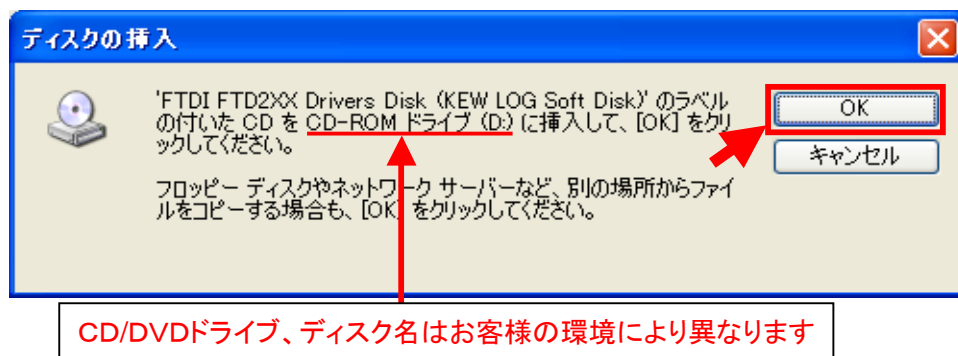 ディスクの挿入
'FTDI FTD2XX Drivers Disk (KEW LOG Soft Disk)' のラベル
の付いた CD を CD-ROM ドライブ (D:) に挿入して、[OK] をクリ
ックしてください。
フロッピー ディスクやネットワーク サーバーなど、別の場所からファイ
ルをコピーする場合も、[OK] をクリックしてください。
OK
キャンセル
CD/DVDドライブ、ディスク名はお客様の環境により異なります